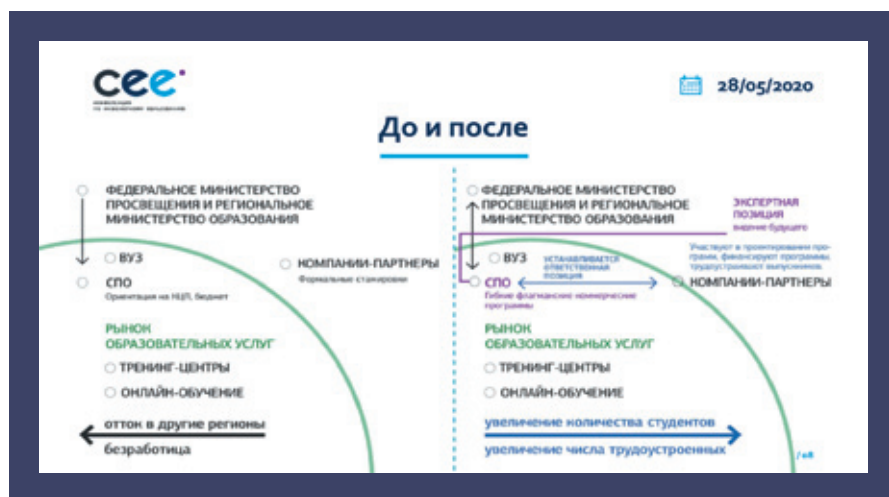 cee
28/05/2020
До и после
ФЕДЕРАЛЬНОЕ МИНИСТЕРСТВО
ПРОСВЕЩЕНИЯ И РЕГИОНАЛЬНОЕ
МИНИСТЕРСТВО ОБРАЗОВАНИЯ
ВУЗ
КОМПАНИИ-ПАРТНЕРЫ
Формальные стажировки
СПО
Ориентация на КЦП, бюджет
РЫНОК
ОБРАЗОВАТЕЛЬНЫХ УСЛУГ
ТРЕНИНГ-ЦЕНТРЫ
ОНЛАЙН-ОБУЧЕНИЕ
отток в другие регионы
безработица
ФЕДЕРАЛЬНОЕ МИНИСТЕРСТВО
ПРОСВЕЩЕНИЯ И РЕГИОНАЛЬНОЕ
МИНИСТЕРСТВО ОБРАЗОВАНИЯ
ЭКСПЕРТНАЯ
ПОЗИЦИЯ
видение будущего
ВУЗ
УСТАНАВЛИВАЕТСЯ
ОТВЕТСТВЕННАЯ
ПОЗИЦИЯ
Участвуют в проектировании про-
грамм, финансируют программы,
трудоустраивают выпускников.
СПО
КОМПАНИИ-ПАРТНЕРЫ
Гибкие флагманские коммерческие
программы
РЫНОК
ОБРАЗОВАТЕЛЬНЫХ УСЛУГ
ТРЕНИНГ-ЦЕНТРЫ
ОНЛАЙН-ОБУЧЕНИЕ
увеличение количества студентов
увеличение числа трудоустроенных